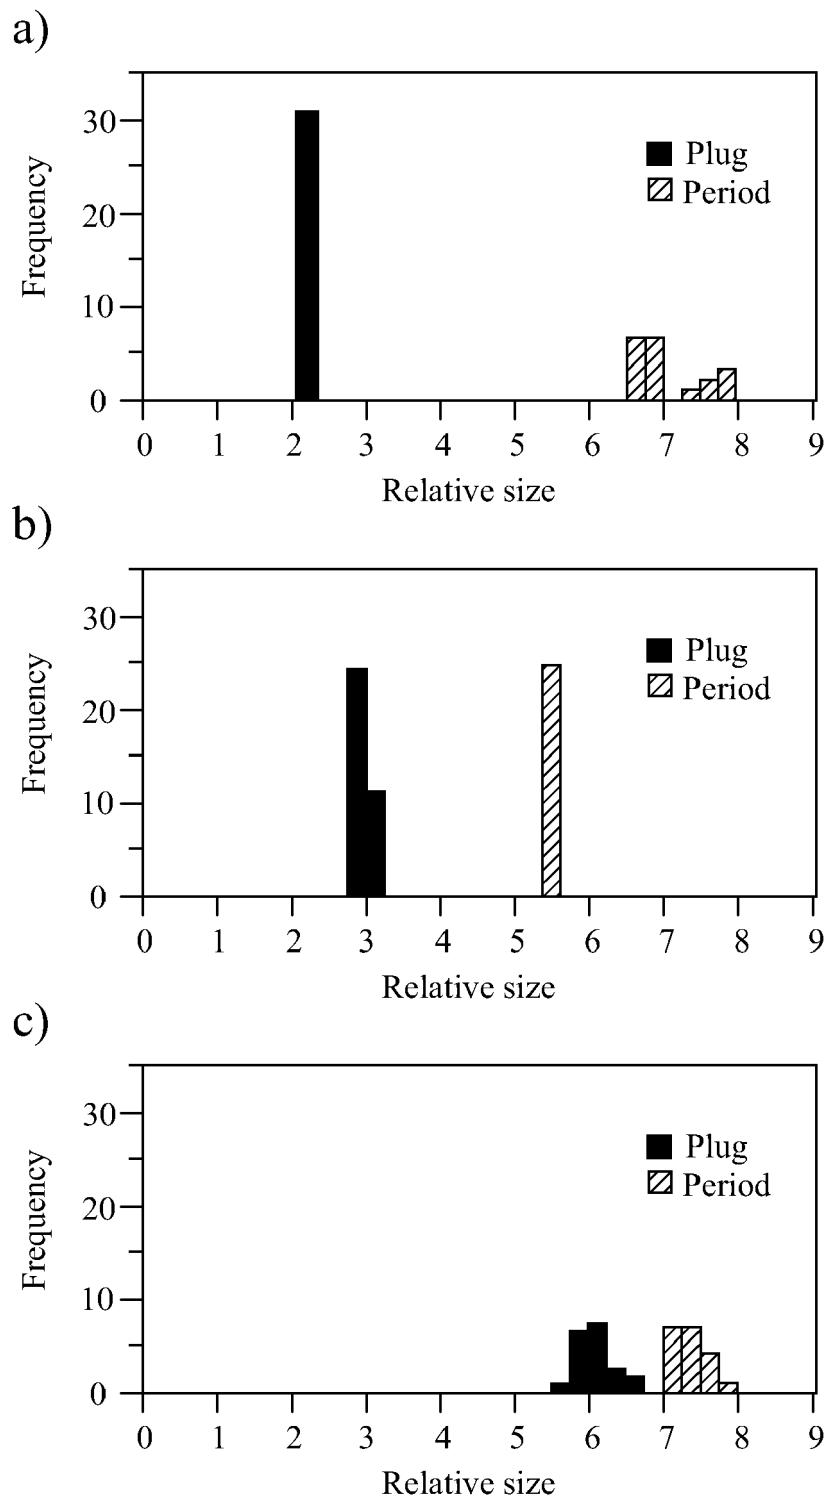 a)
Frequency
30
20
10
0
Plug
Period
0 1 2 3 4 5 6 7 8 9
Relative size
b)
Frequency
30
20
10
0
Plug
Period
0 1 2 3 4 5 6 7 8 9
Relative size
c)
Frequency
30
20
10
0
Plug
Period
0 1 2 3 4 5 6 7 8 9
Relative size